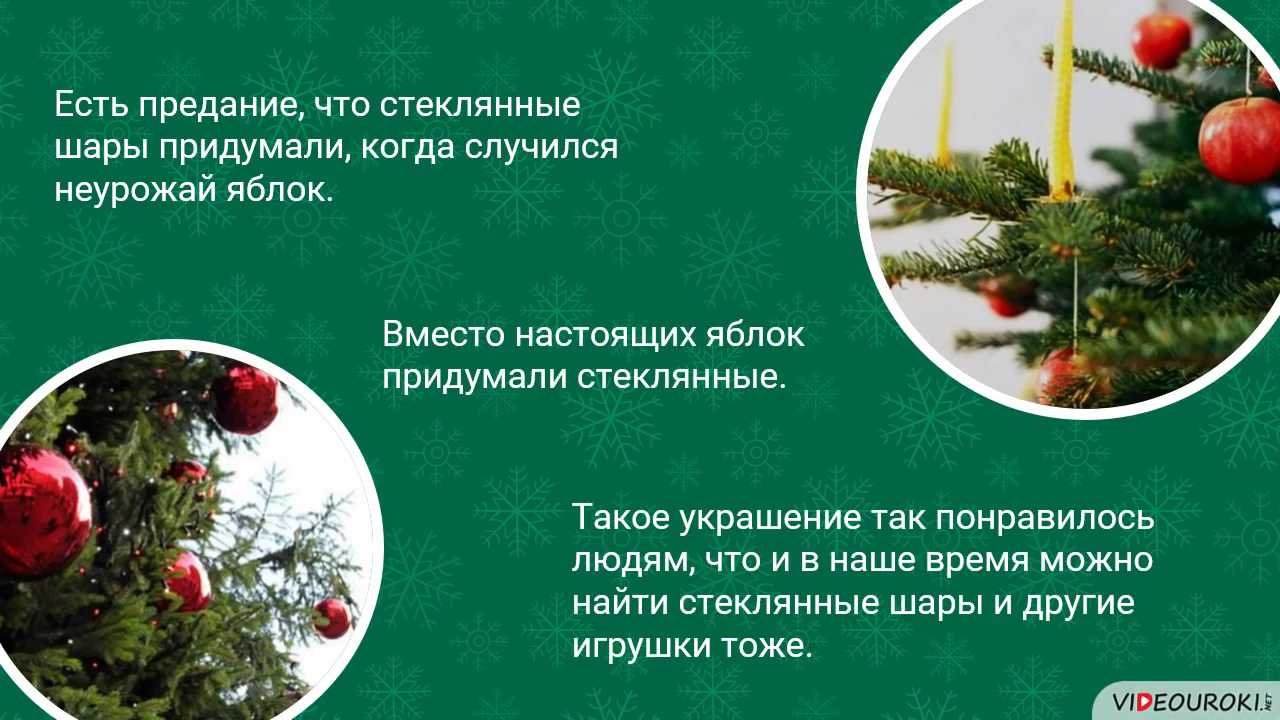 Есть предание, что стеклянные
шары придумали, когда случился
неурожай яблок.
Вместо настоящих яблок
придумали стеклянные.
Такое украшение так понравилось
людям, что и в наше время можно
найти стеклянные шары и другие
игрушки тоже.
VIDEOUROKI.NET